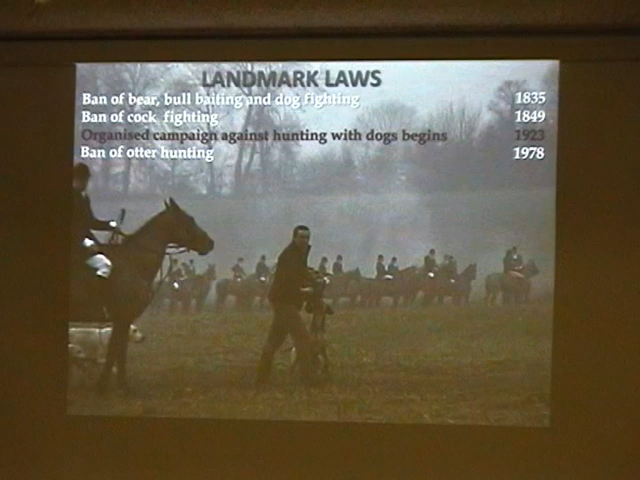 LANDMARK LAWS
Ban of bear, bull baiting and dog fighting 1835
Ban of cock fighting 1849
Organised campaign against hunting with dogs begins 1923
Ban of otter hunting 1978